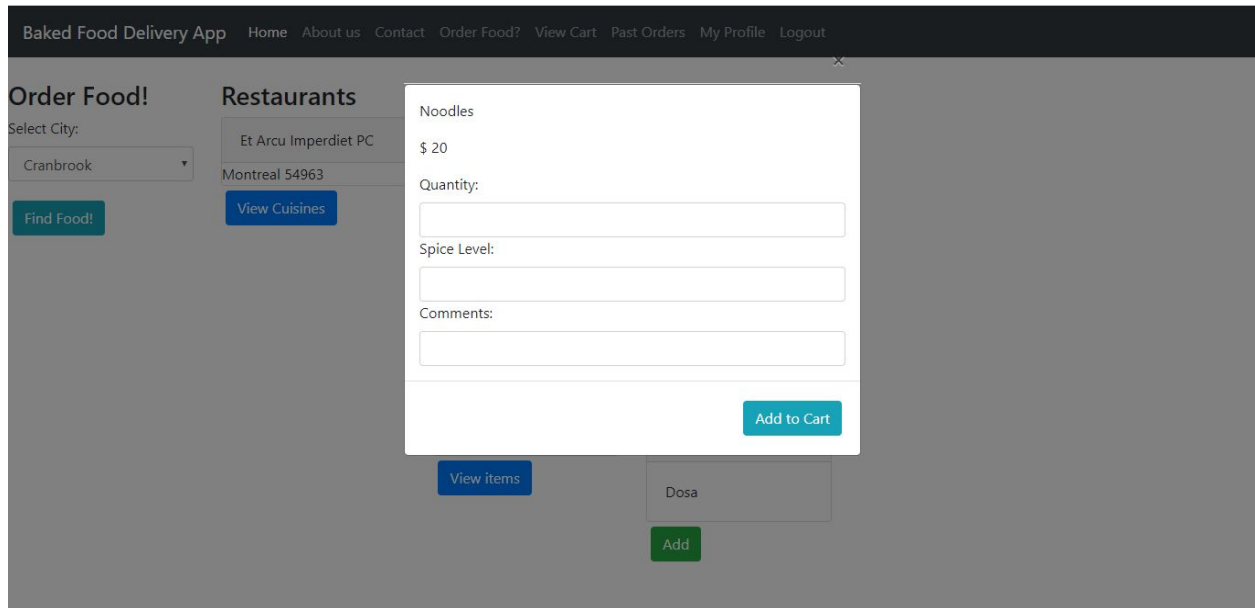 Baked Food Delivery App Home About us Contact Order Food? View Cart Past Orders My Profile Logout
×
Order Food!
Select City:
Cranbrook
Find Food!
Restaurants
Et Arcu Imperdiet PC
Montreal 54963
View Cuisines
Noodles
$ 20
Quantity:
Spice Level:
Comments:
Add to Cart
View items
Dosa
Add